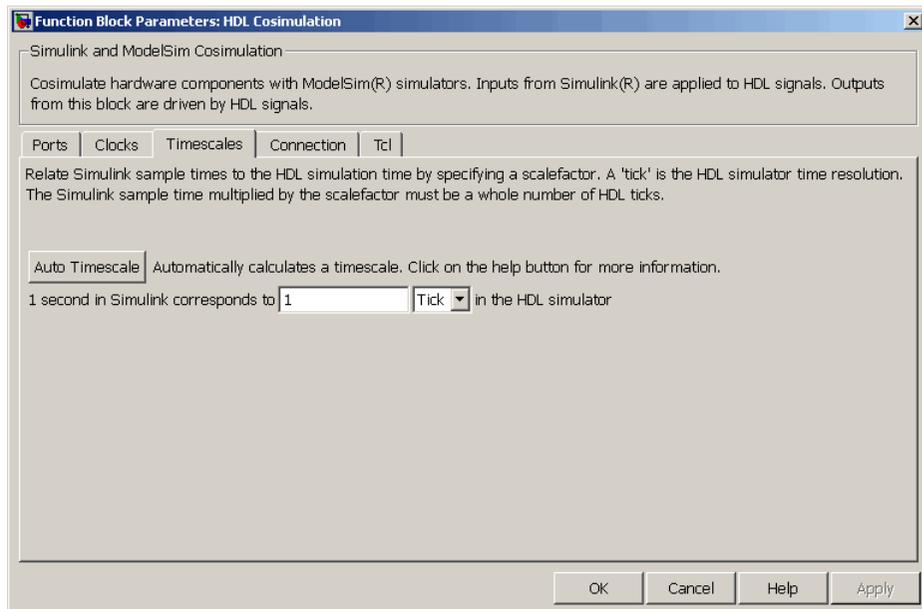 Function Block Parameters: HDL Cosimulation
Simulink and ModelSim Cosimulation
Cosimulate hardware components with ModelSim(R) simulators. Inputs from Simulink(R) are applied to HDL signals. Outputs
from this block are driven by HDL signals.
Ports Clocks Timescales Connection Tcl
Relate Simulink sample times to the HDL simulation time by specifying a scalefactor. A 'tick' is the HDL simulator time resolution.
The Simulink sample time multiplied by the scalefactor must be a whole number of HDL ticks.
Auto Timescale Automatically calculates a timescale. Click on the help button for more information.
1 second in Simulink corresponds to 1 Tick in the HDL simulator
OK Cancel Help Apply